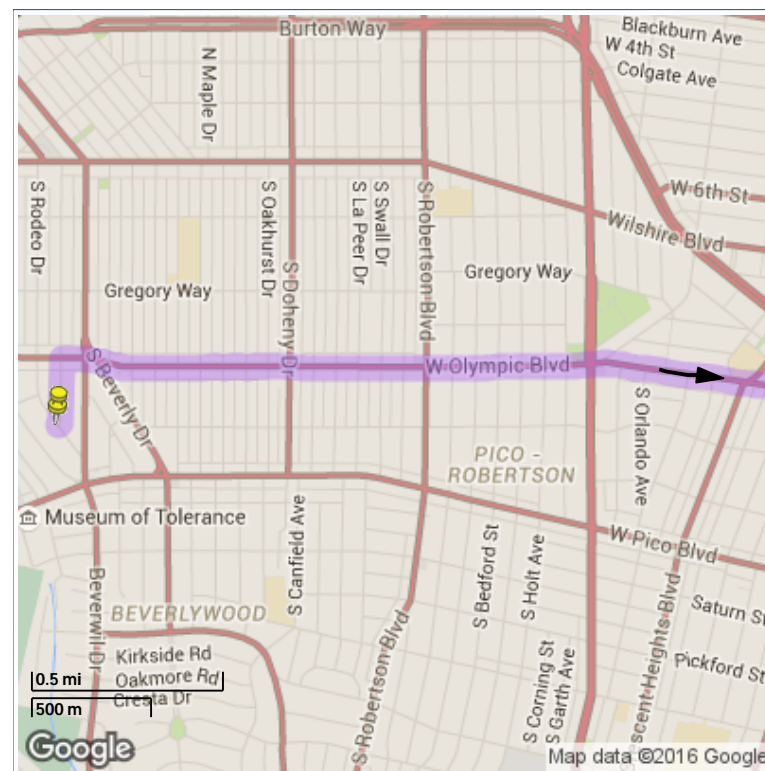 Burton Way
Blackburn Ave
W 4th St
Colgate Ave
N Maple Dr
S Rodeo Dr
S Oakhurst Dr
S La Peer Dr
S Swall Dr
S Robertson Blvd
W 6th St
Wilshire Blvd
Gregory Way
Gregory Way
S Doheny Dr
S Beverly Dr
W Olympic Blvd
S Orlando Ave
PICO -
ROBERTSON
Museum of Tolerance
S Canfield Ave
S Bedford St
S Holt Ave
W Pico Blvd
Beverwil Dr
BEVERLYWOOD
Saturn St
Kirkside Rd
Oakmore Rd
Cresta Dr
Pickford St
S Robertson Blvd
S Corning St
S Garth Ave
escent Heights Blvd
0.5 mi
500 m
Google
Map data ©2016 Google